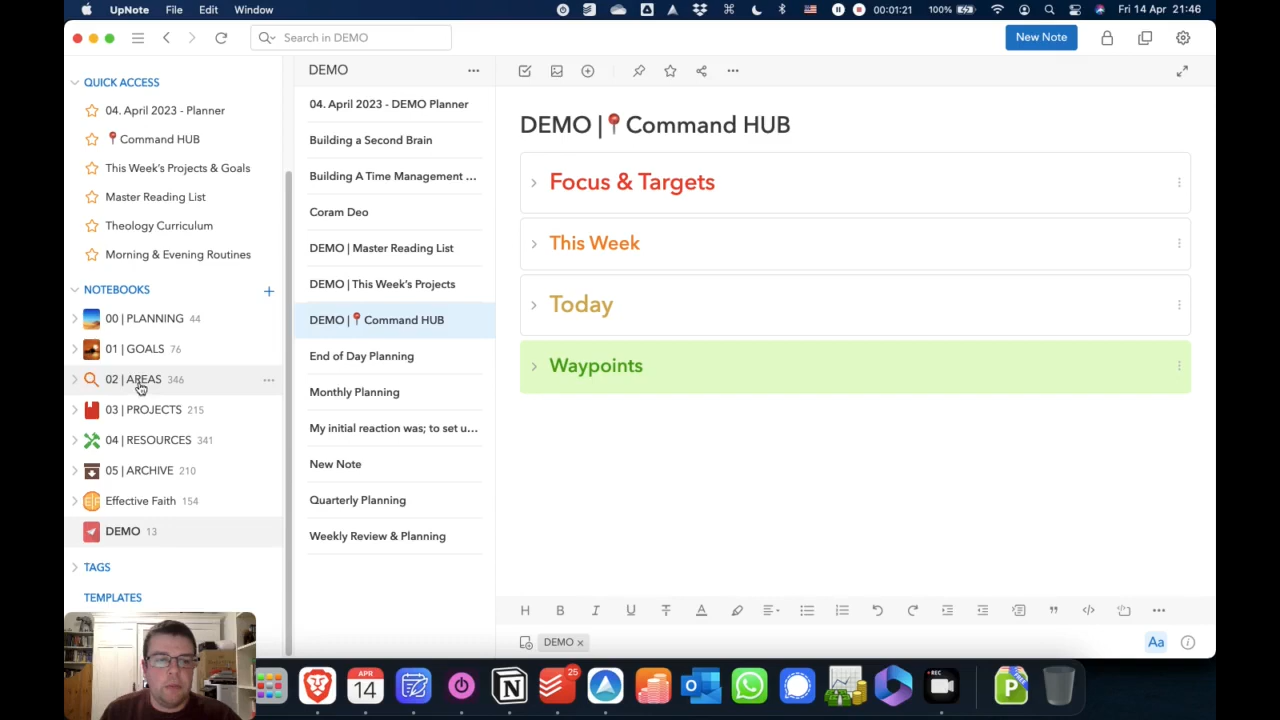 UpNote File Edit Window 00:01:21 100% Fri 14 Apr 21:46
Search in DEMO
New Note
QUICK ACCESS
04. April 2023 - Planner
Command HUB
This Week's Projects & Goals
Master Reading List
Theology Curriculum
Morning & Evening Routines
NOTEBOOKS
00 | PLANNING 44
01 | GOALS 76
02 | AREAS 346
03 | PROJECTS 215
04 | RESOURCES 341
05 | ARCHIVE 210
Effective Faith 154
DEMO 13
TAGS
TEMPLATES
DEMO
04. April 2023 - DEMO Planner
Building a Second Brain
Building A Time Management ...
Coram Deo
DEMO | Master Reading List
DEMO | This Week's Projects
DEMO | Command HUB
End of Day Planning
Monthly Planning
My initial reaction was; to set u...
New Note
Quarterly Planning
Weekly Review & Planning
DEMO | Command HUB
Focus & Targets
This Week
Today
Waypoints
H B I U T A
DEMO
Aa
APR
14
25
REC
P